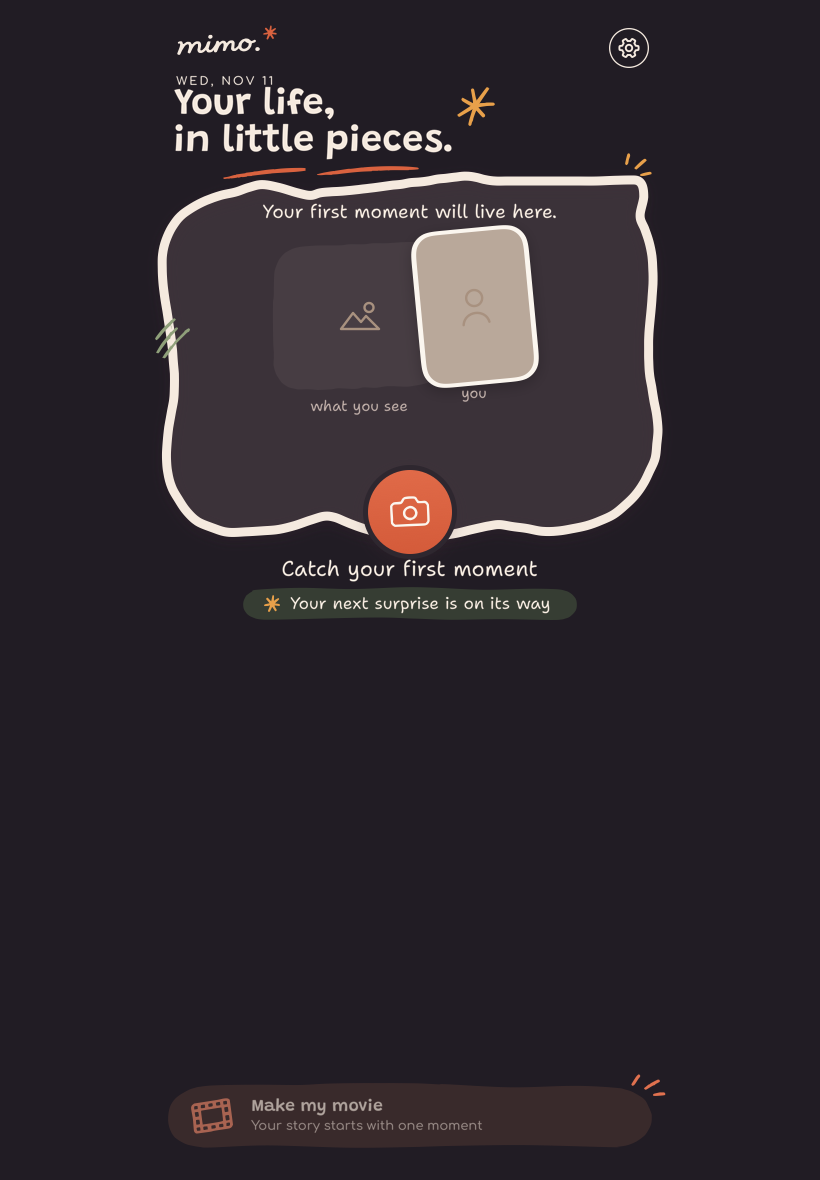 mimo.
WED, NOV 11
Your life,
in little pieces.
Your first moment will live here.
what you see
you
Catch your first moment
Your next surprise is on its way
Make my movie
Your story starts with one moment